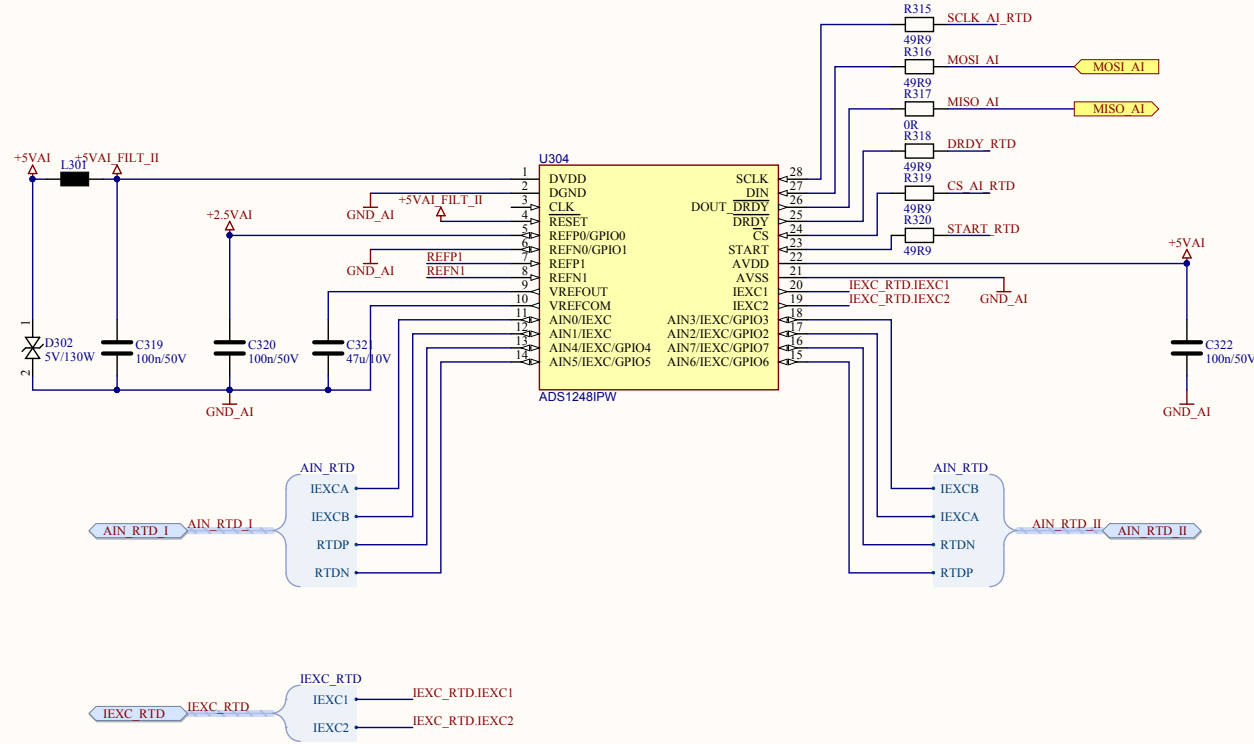 R315
SCLK_AI_RTD
49R9
R316
MOSI_AI
MOSI_AI
49R9
R317
MISO_AI
MISO_AI
0R
R318
DRDY_RTD
49R9
R319
CS_AI_RTD
49R9
R320
START_RTD
49R9
+5VAI
L301
+5VAI_FILT_II
U304
1 DVDD
2 DGND
3 CLK
4 RESET
5 REFP0/GPIO0
6 REFN0/GPIO1
7 REFP1
8 REFN1
9 VREFOUT
10 VREFCOM
11 AIN0/IEXC
12 AIN1/IEXC
13 AIN4/IEXC/GPIO4
14 AIN5/IEXC/GPIO5
SCLK 28
DIN 27
DOUT_DRDY 26
DRDY 25
CS 24
START 23
AVDD 22
AVSS 21
IEXC1 20
IEXC2 19
AIN3/IEXC/GPIO3 18
AIN2/IEXC/GPIO2 17
AIN7/IEXC/GPIO7 16
AIN6/IEXC/GPIO6 15
ADS1248IPW
GND_AI
+5VAI_FILT_II
+2.5VAI
GND_AI
REFP1
REFN1
IEXC_RTD.IEXC1
IEXC_RTD.IEXC2
GND_AI
+5VAI
1
D302
5V/130W
2
C319
100n/50V
C320
100n/50V
C321
47u/10V
C322
100n/50V
GND_AI
GND_AI
AIN_RTD
IEXCA
IEXCB
RTDP
RTDN
AIN_RTD_I
AIN_RTD_I
AIN_RTD
IEXCB
IEXCA
RTDN
RTDP
AIN_RTD_II
AIN_RTD_II
IEXC_RTD
IEXC1
IEXC2
IEXC_RTD
IEXC_RTD
IEXC_RTD.IEXC1
IEXC_RTD.IEXC2